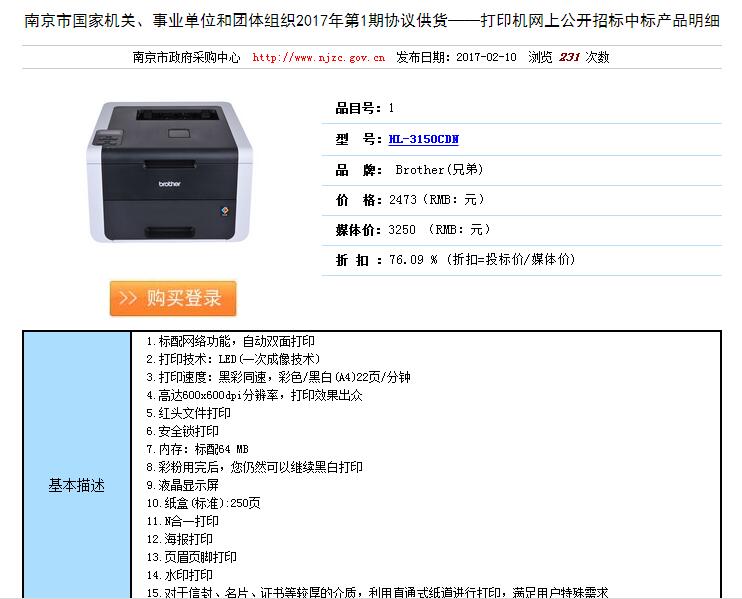 南京市国家机关、事业单位和团体组织2017年第1期协议供货——打印机网上公开招标中标产品明细
南京市政府采购中心 http://www.njzc.gov.cn 发布日期：2017-02-10 浏览 231 次数
brother
品目号：1
型 号：HL-3150CDN
品 牌： Brother(兄弟)
价 格：2473（RMB：元）
媒体价：3250 （RMB：元）
折 扣 ：76.09 %（折扣=投标价/媒体价）
>> 购买登录
基本描述
1.标配网络功能，自动双面打印
2.打印技术：LED(一次成像技术)
3.打印速度：黑彩同速，彩色/黑白(A4)22页/分钟
4.高达600x600dpi分辨率，打印效果出众
5.红头文件打印
6.安全锁打印
7.内存：标配64 MB
8.彩粉用完后，您仍然可以继续黑白打印
9.液晶显示屏
10.纸盒(标准):250页
11.N合一打印
12.海报打印
13.页眉页脚打印
14.水印打印
15.对于信封、名片、证书等较厚的介质，利用直通式纸道进行打印，满足用户特殊需求